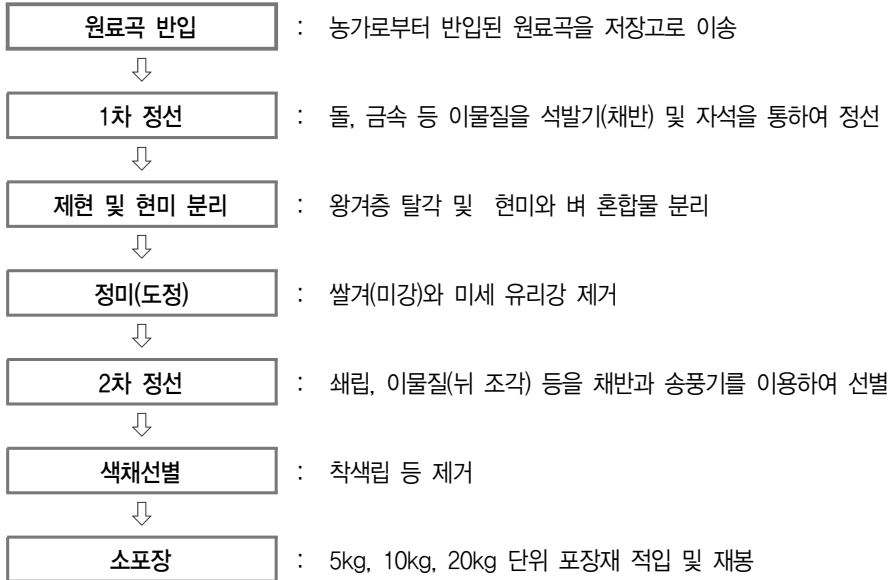 원료곡 반입 : 농가로부터 반입된 원료곡을 저장고로 이송
1차 정선 : 돌, 금속 등 이물질을 석발기(채반) 및 자석을 통하여 정선
제현 및 현미 분리 : 왕겨층 탈각 및 현미와 벼 혼합물 분리
정미(도정) : 쌀겨(미강)와 미세 유리강 제거
2차 정선 : 쇄립, 이물질(뉘 조각) 등을 채반과 송풍기를 이용하여 선별
색채선별 : 착색립 등 제거
소포장 : 5kg, 10kg, 20kg 단위 포장재 적입 및 재봉